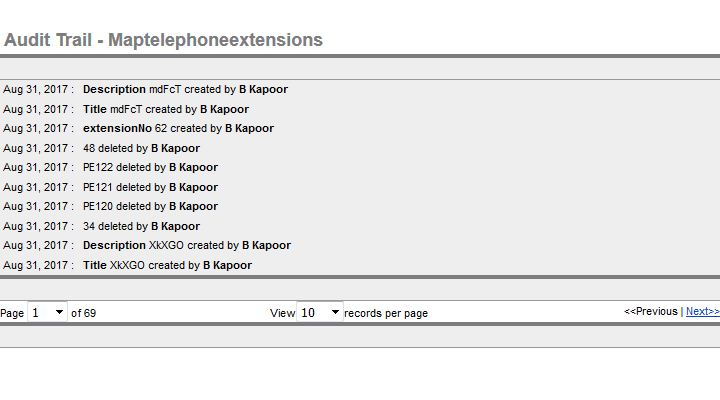 Audit Trail - Maptelephoneextensions
Aug 31, 2017 : Description mdFcT created by B Kapoor
Aug 31, 2017 : Title mdFcT created by B Kapoor
Aug 31, 2017 : extensionNo 62 created by B Kapoor
Aug 31, 2017 : 48 deleted by B Kapoor
Aug 31, 2017 : PE122 deleted by B Kapoor
Aug 31, 2017 : PE121 deleted by B Kapoor
Aug 31, 2017 : PE120 deleted by B Kapoor
Aug 31, 2017 : 34 deleted by B Kapoor
Aug 31, 2017 : Description XkXGO created by B Kapoor
Aug 31, 2017 : Title XkXGO created by B Kapoor
Page 1 of 69 View 10 records per page <<Previous | Next>>